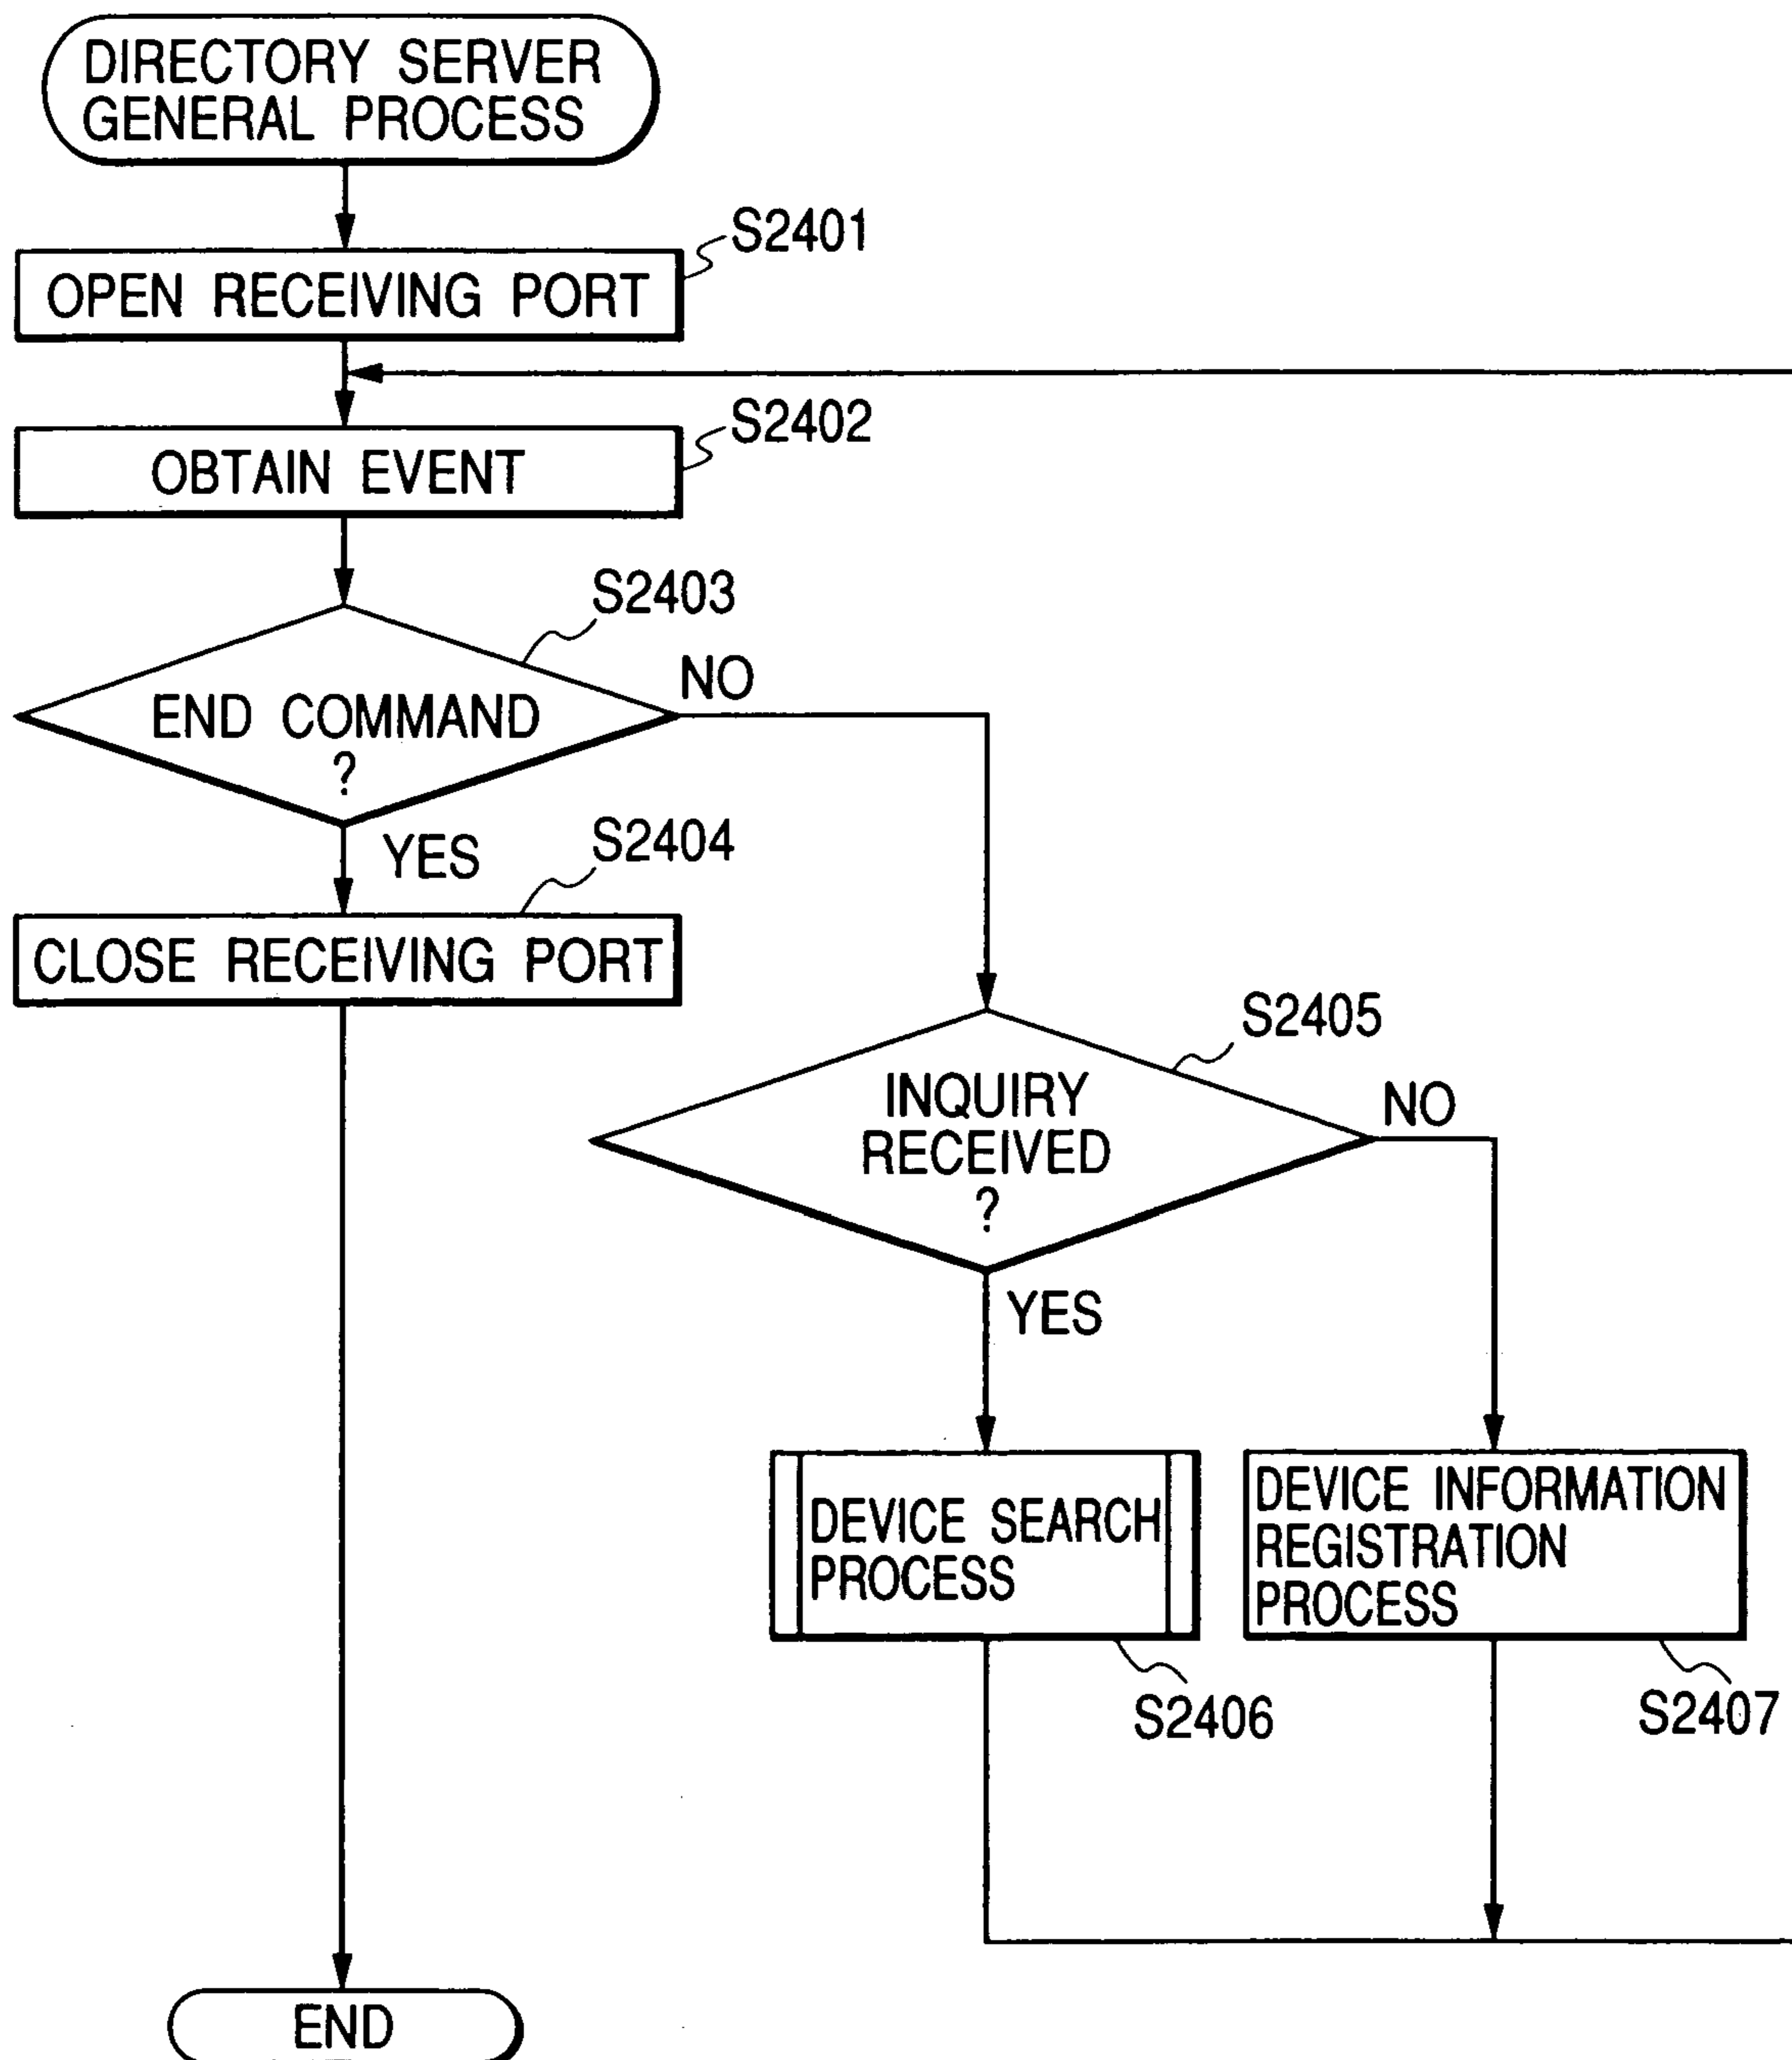 DIRECTORY SERVER
GENERAL PROCESS
S2401
OPEN RECEIVING PORT
S2402
OBTAIN EVENT
S2403
NO
END COMMAND
?
YES
S2404
CLOSE RECEIVING PORT
S2405
INQUIRY
RECEIVED
?
NO
YES
DEVICE SEARCH
PROCESS
DEVICE INFORMATION
REGISTRATION
PROCESS
S2406
S2407
END